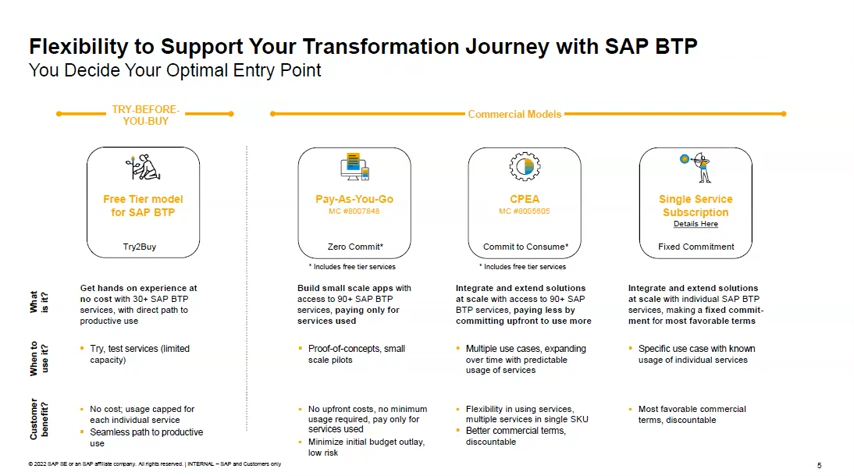 Flexibility to Support Your Transformation Journey with SAP BTP
You Decide Your Optimal Entry Point
TRY-BEFORE-
YOU-BUY
Commercial Models
Free Tier model
for SAP BTP
Try2Buy
Pay-As-You-Go
MC #8007848
Zero Commit*
* Includes free tier services
CPEA
MC #8005605
Commit to Consume*
* Includes free tier services
Single Service
Subscription
Details Here
Fixed Commitment
What
is it?
Get hands on experience at
no cost with 30+ SAP BTP
services, with direct path to
productive use
Build small scale apps with
access to 90+ SAP BTP
services, paying only for
services used
Integrate and extend solutions
at scale with access to 90+ SAP
BTP services, paying less by
committing upfront to use more
Integrate and extend solutions
at scale with individual SAP BTP
services, making a fixed commit-
ment for most favorable terms
When to
use it?
• Try, test services (limited
capacity)
• Proof-of-concepts, small
scale pilots
• Multiple use cases, expanding
over time with predictable
usage of services
• Specific use case with known
usage of individual services
Customer
benefit?
• No cost; usage capped for
each individual service
• Seamless path to productive
use
• No upfront costs, no minimum
usage required, pay only for
services used
• Minimize initial budget outlay,
low risk
• Flexibility in using services,
multiple services in single SKU
• Better commercial terms,
discountable
• Most favorable commercial
terms, discountable
© 2022 SAP SE or an SAP affiliate company. All rights reserved. | INTERNAL – SAP and Customers only
5